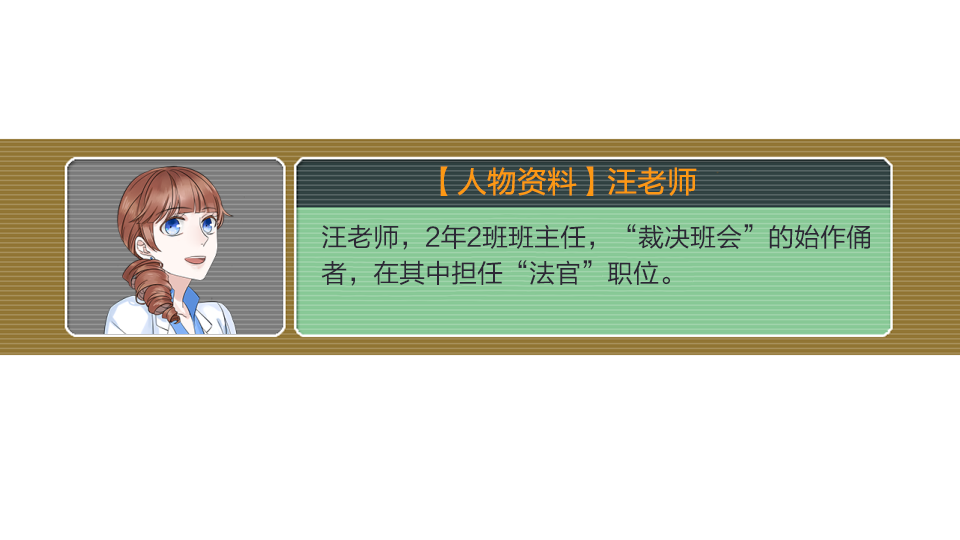 【人物资料】汪老师
汪老师，2年2班班主任，“裁决班会”的始作俑
者，在其中担任“法官”职位。